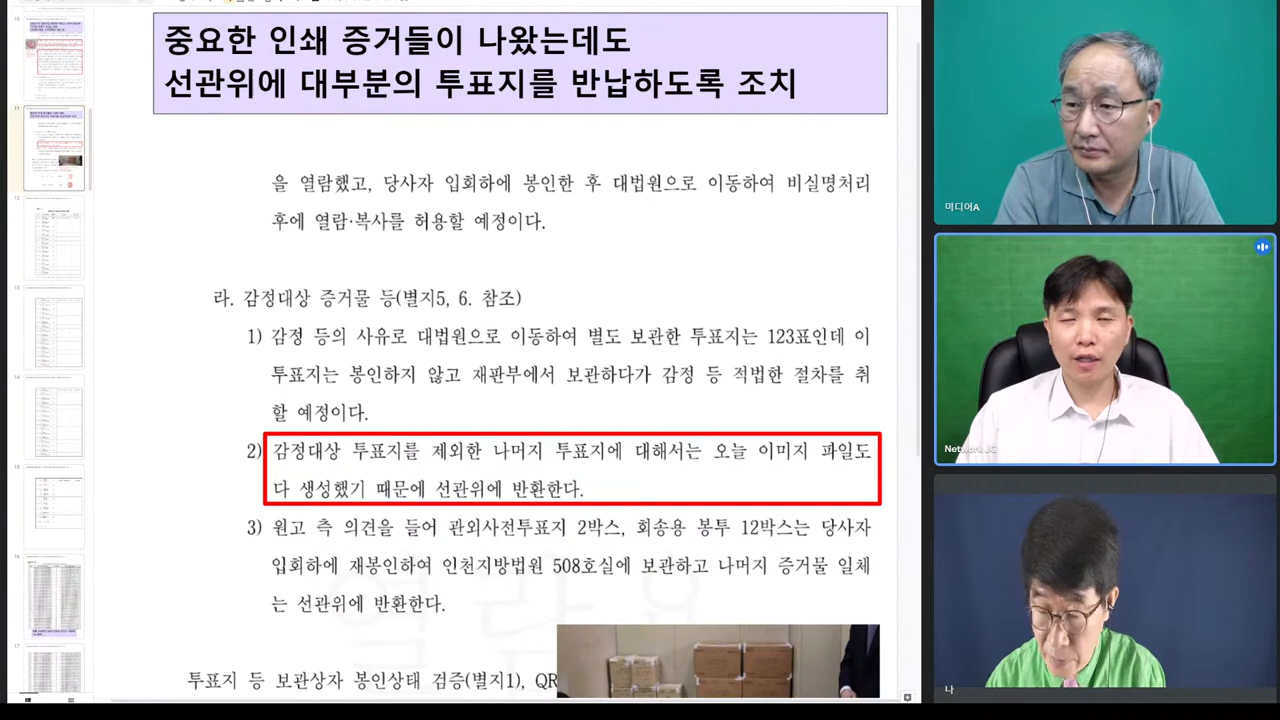 중요한 인쇄 증거들이 나왔는데도
선관위에 대부분의 투표지를 반납하도록 조치
을 열람했고, 당사자 입회하에 봉인한 후 대법원으로 이동하여 비실명처리
후에 열람·복사를 허용할 예정이다.
라. 감정대상 증거물 등(별지5, 6 참조)
1) 감정 등의 사유로 대법원으로 이동하여 별도 보관한 투표지는 123표인데 이
투표지는 봉인하지 않고 재판부에서 보관하다가 감정 등 적법한 절차를 취
할 예정이다.
2) 감정대상 투표지를 제외한 나머지 투표지에 대해서는 오늘 이미지 파일도
다 생성했기 때문에 선관위에 반환한다.
3) 원고 측 의견을 들어 관외사전투표지 2박스, 회송용 봉투 12박스는 당사자
입회하에 재봉인하여 인천지방법원 508호실에 보관하고 나머지 증거물 일체
는 선관위에 반환한다.
투표지 등 보관상자 봉인상태 검증(별지1), QR
미디어A
나
10
11
12
13
14
15
16
17